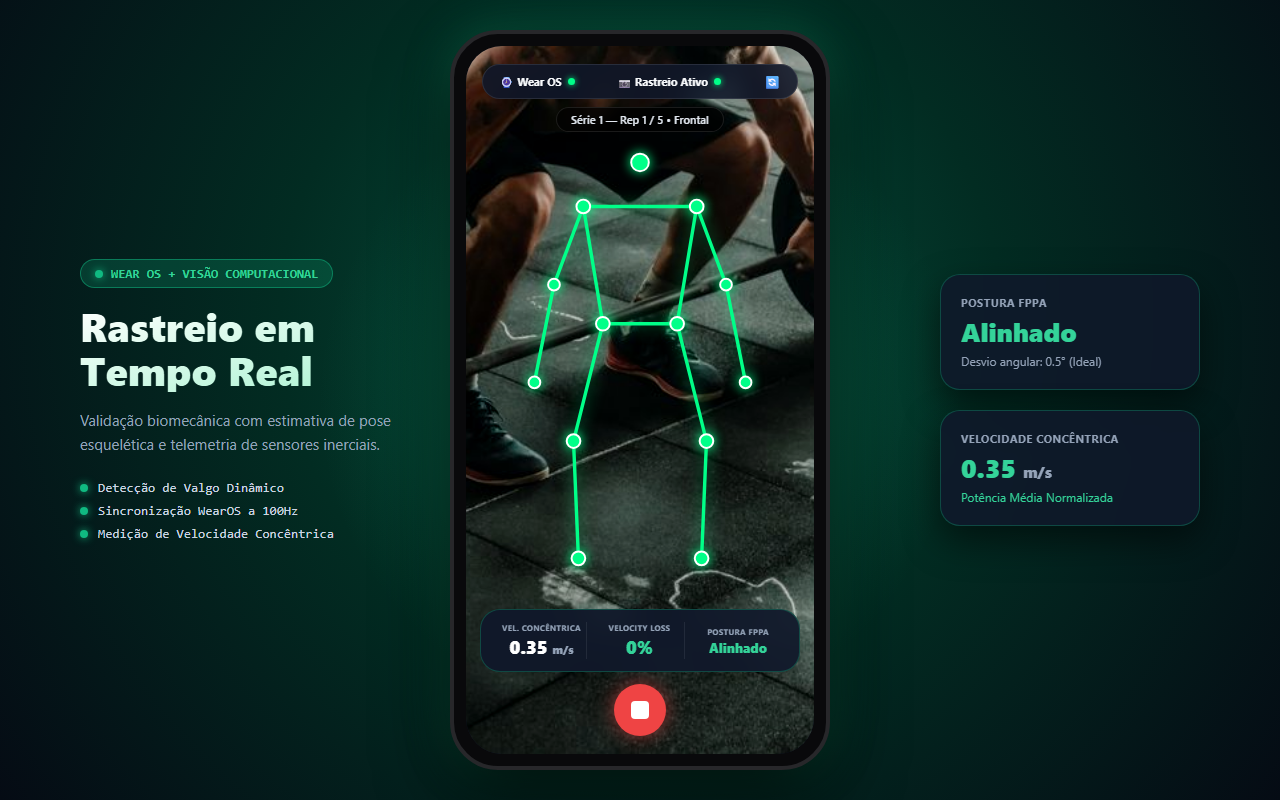 WEAR OS + VISÃO COMPUTACIONAL
Rastreio em
Tempo Real
Validação biomecânica com estimativa de pose
esquelética e telemetria de sensores inerciais.
Detecção de Valgo Dinâmico
Sincronização WearOS a 100Hz
Medição de Velocidade Concêntrica
Wear OS
Rastreio Ativo
Série 1 — Rep 1 / 5 • Frontal
VEL. CONCÊNTRICA
0.35 m/s
VELOCITY LOSS
0%
POSTURA FPPA
Alinhado
POSTURA FPPA
Alinhado
Desvio angular: 0.5° (Ideal)
VELOCIDADE CONCÊNTRICA
0.35 m/s
Potência Média Normalizada